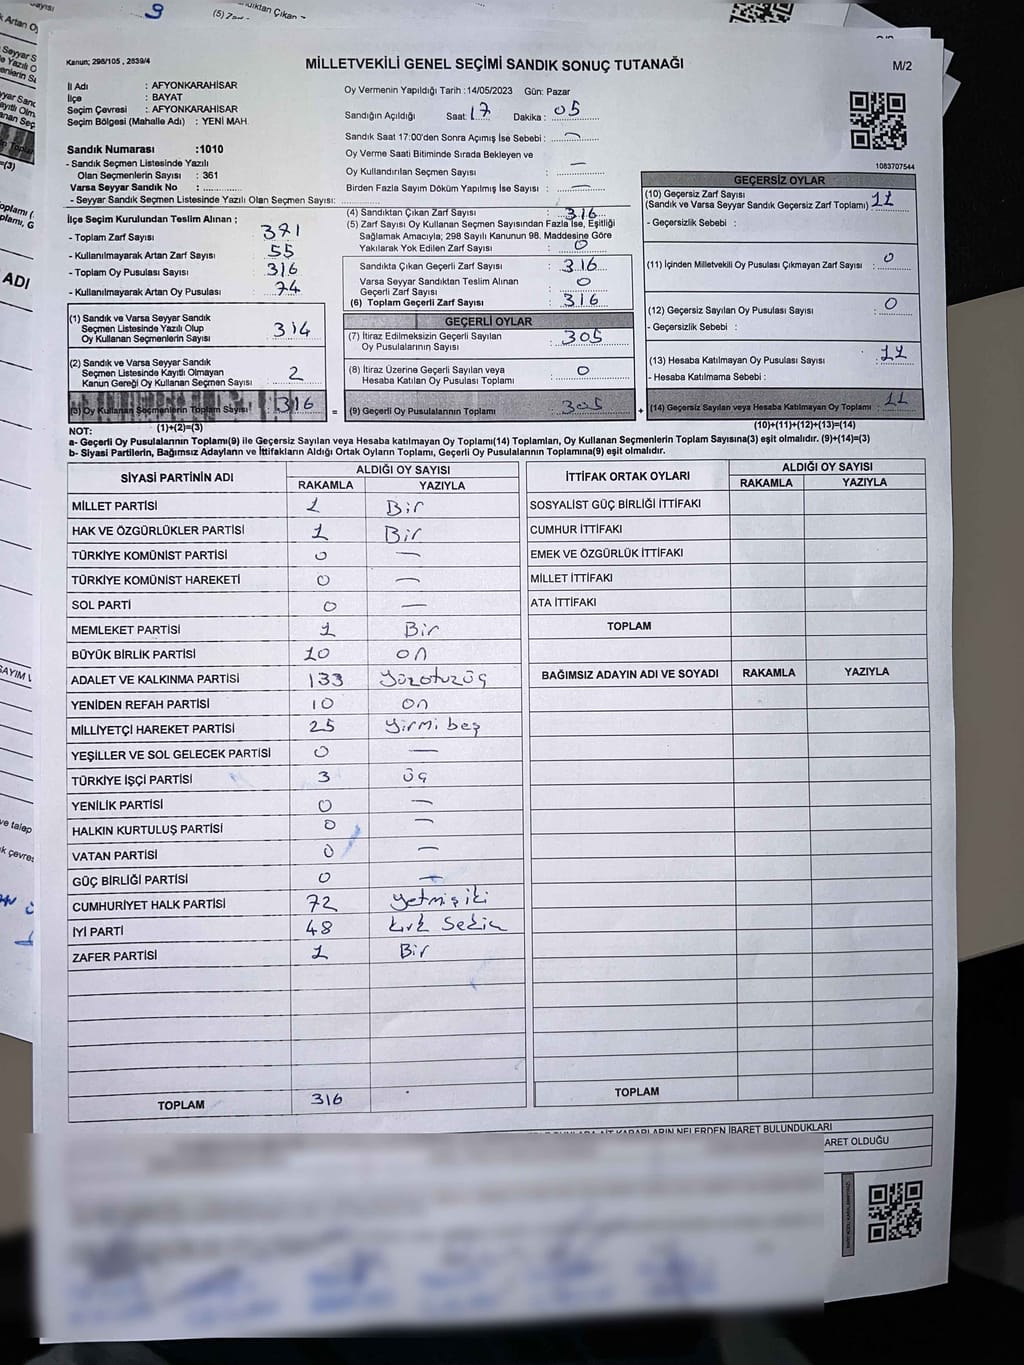 Kanun; 298/105 , 2839/4
MİLLETVEKİLİ GENEL SEÇİMİ SANDIK SONUÇ TUTANAĞI
M/2
İl Adı : AFYONKARAHİSAR
İlçe : BAYAT
Seçim Çevresi : AFYONKARAHİSAR
Seçim Bölgesi (Mahalle Adı) : YENİ MAH.
Sandık Numarası :1010
- Sandık Seçmen Listesinde Yazılı
Olan Seçmenlerin Sayısı : 361
Varsa Seyyar Sandık No :
- Seyyar Sandık Seçmen Listesinde Yazılı Olan Seçmen Sayısı:
Oy Vermenin Yapıldığı Tarih :14/05/2023 Gün: Pazar
Sandığın Açıldığı Saat : 17 Dakika : 05
Sandık Saat 17:00'den Sonra Açımış İse Sebebi : —
Oy Verme Saati Bitiminde Sırada Bekleyen ve
Oy Kullandırılan Seçmen Sayısı : —
Birden Fazla Sayım Döküm Yapılmış İse Sayısı : —
1083707544
İlçe Seçim Kurulundan Teslim Alınan ;
- Toplam Zarf Sayısı : 371
- Kullanılmayarak Artan Zarf Sayısı : 55
- Toplam Oy Pusulası Sayısı : 316
- Kullanılmayarak Artan Oy Pusulası : 74
(1) Sandık ve Varsa Seyyar Sandık
Seçmen Listesinde Yazılı Olup
Oy Kullanan Seçmenlerin Sayısı : 314
(2) Sandık ve Varsa Seyyar Sandık
Seçmen Listesinde Kayıtlı Olmayan
Kanun Gereği Oy Kullanan Seçmen Sayısı : 2
(3) Oy Kullanan Seçmenlerin Toplam Sayısı : 316
(1)+(2)=(3)
(4) Sandıktan Çıkan Zarf Sayısı : 316
(5) Zarf Sayısı Oy Kullanan Seçmen Sayısından Fazla İse, Eşitliği
Sağlamak Amacıyla; 298 Sayılı Kanunun 98. Maddesine Göre
Yakılarak Yok Edilen Zarf Sayısı : 0
Sandıkta Çıkan Geçerli Zarf Sayısı : 316
Varsa Seyyar Sandıktan Teslim Alınan
Geçerli Zarf Sayısı : 0
(6) Toplam Geçerli Zarf Sayısı : 316
GEÇERLİ OYLAR
(7) İtiraz Edilmeksizin Geçerli Sayılan
Oy Pusulalarının Sayısı : 305
(8) İtiraz Üzerine Geçerli Sayılan veya
Hesaba Katılan Oy Pusulası Toplamı : 0
= (9) Geçerli Oy Pusulalarının Toplamı : 305
GEÇERSİZ OYLAR
(10) Geçersiz Zarf Sayısı
(Sandık ve Varsa Seyyar Sandık Geçersiz Zarf Toplamı) : 11
- Geçersizlik Sebebi :
(11) İçinden Milletvekili Oy Pusulası Çıkmayan Zarf Sayısı : 0
(12) Geçersiz Sayılan Oy Pusulası Sayısı : 0
- Geçersizlik Sebebi :
(13) Hesaba Katılmayan Oy Pusulası Sayısı : 11
- Hesaba Katılmama Sebebi :
+ (14) Geçersiz Sayılan veya Hesaba Katılmayan Oy Toplamı : 11
(10)+(11)+(12)+(13)=(14)
NOT:
a- Geçerli Oy Pusulalarının Toplamı(9) ile Geçersiz Sayılan veya Hesaba katılmayan Oy Toplamı(14) Toplamları, Oy Kullanan Seçmenlerin Toplam Sayısına(3) eşit olmalıdır. (9)+(14)=(3)
b- Siyasi Partilerin, Bağımsız Adayların ve İttifakların Aldığı Ortak Oyların Toplamı, Geçerli Oy Pusulalarının Toplamına(9) eşit olmalıdır.
SİYASİ PARTİNİN ADI ALDIĞI OY SAYISI
RAKAMLA YAZIYLA
MİLLET PARTİSİ 1 Bir
HAK VE ÖZGÜRLÜKLER PARTİSİ 1 Bir
TÜRKİYE KOMÜNİST PARTİSİ 0 —
TÜRKİYE KOMÜNİST HAREKETİ 0 —
SOL PARTİ 0 —
MEMLEKET PARTİSİ 1 Bir
BÜYÜK BİRLİK PARTİSİ 10 on
ADALET VE KALKINMA PARTİSİ 133 Yüzotuzüç
YENİDEN REFAH PARTİSİ 10 on
MİLLİYETÇİ HAREKET PARTİSİ 25 Yirmi beş
YEŞİLLER VE SOL GELECEK PARTİSİ 0 —
TÜRKİYE İŞÇİ PARTİSİ 3 üç
YENİLİK PARTİSİ 0 —
HALKIN KURTULUŞ PARTİSİ 0 —
VATAN PARTİSİ 0 —
GÜÇ BİRLİĞİ PARTİSİ 0 —
CUMHURİYET HALK PARTİSİ 72 yetmişiki
İYİ PARTİ 48 kırk Sekiz
ZAFER PARTİSİ 1 Bir
TOPLAM 316
İTTİFAK ORTAK OYLARI ALDIĞI OY SAYISI
RAKAMLA YAZIYLA
SOSYALİST GÜÇ BİRLİĞİ İTTİFAKI
CUMHUR İTTİFAKI
EMEK VE ÖZGÜRLÜK İTTİFAKI
MİLLET İTTİFAKI
ATA İTTİFAKI
TOPLAM
BAĞIMSIZ ADAYIN ADI VE SOYADI RAKAMLA YAZIYLA
TOPLAM
KARARLARIN NELERDEN İBARET BULUNDUKLARI
ARET OLDUĞU